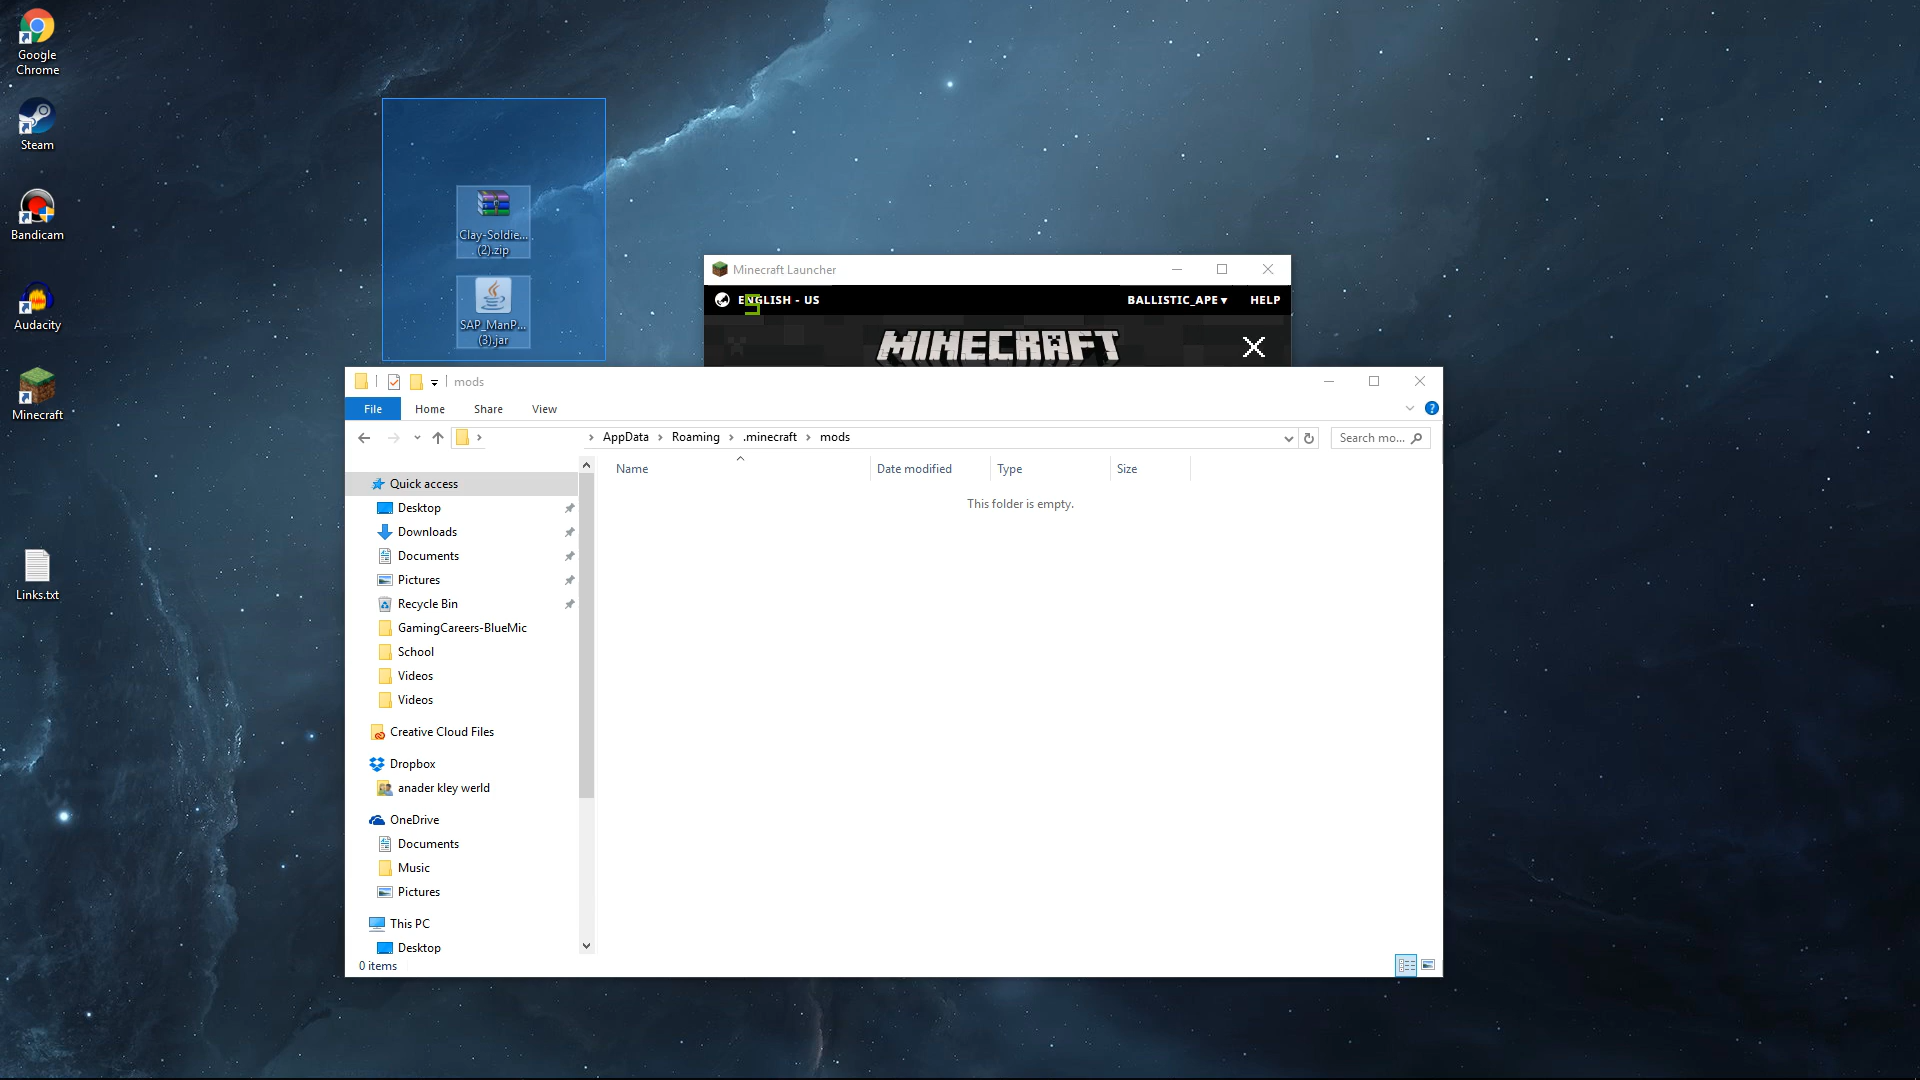 Google
Chrome
Steam
Bandicam
Audacity
Minecraft
Links.txt
Clay-Soldie...
(2).zip
SAP_ManP...
(3).jar
Minecraft Launcher
ENGLISH - US
BALLISTIC_APE
HELP
MINECRAFT
mods
File
Home
Share
View
AppData
Roaming
.minecraft
mods
Search mo...
Name
Date modified
Type
Size
This folder is empty.
Quick access
Desktop
Downloads
Documents
Pictures
Recycle Bin
GamingCareers-BlueMic
School
Videos
Videos
Creative Cloud Files
Dropbox
anader kley werld
OneDrive
Documents
Music
Pictures
This PC
Desktop
0 items